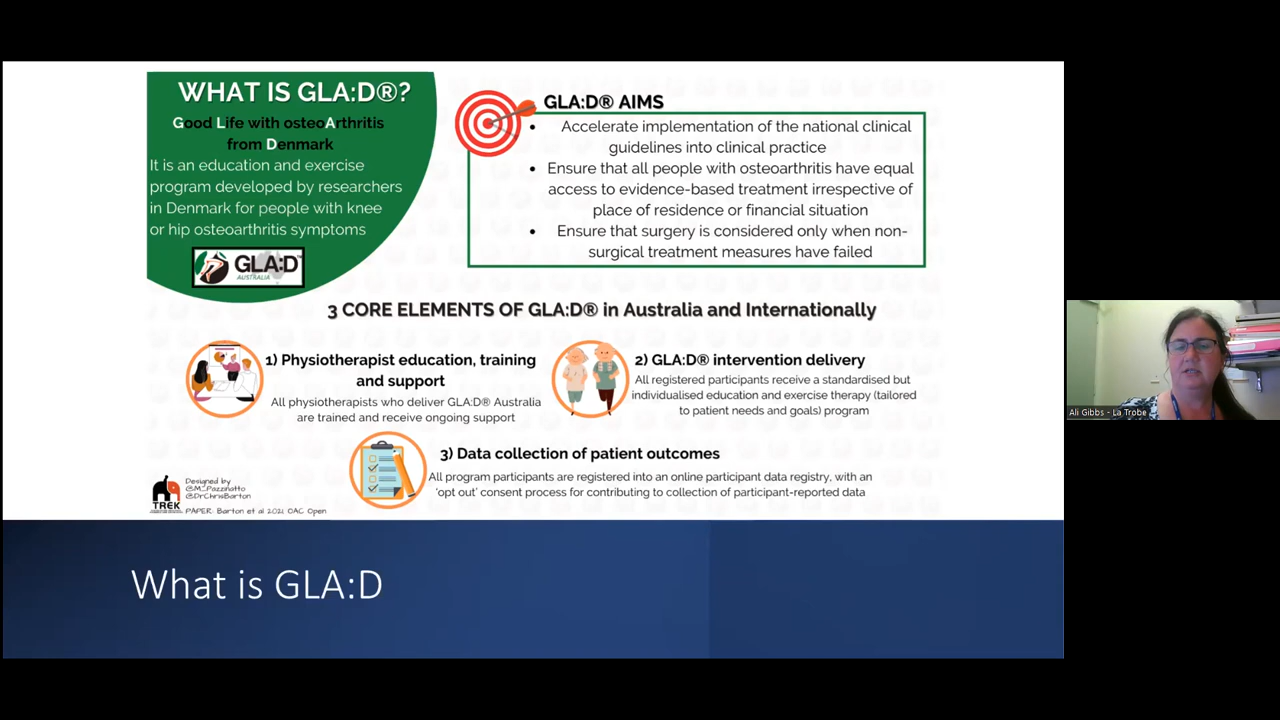 WHAT IS GLA:D®?
Good Life with osteoArthritis
from Denmark
It is an education and exercise
program developed by researchers
in Denmark for people with knee
or hip osteoarthritis symptoms
GLA:D
AUSTRALIA
GLA:D® AIMS
• Accelerate implementation of the national clinical
guidelines into clinical practice
• Ensure that all people with osteoarthritis have equal
access to evidence-based treatment irrespective of
place of residence or financial situation
• Ensure that surgery is considered only when non-
surgical treatment measures have failed
3 CORE ELEMENTS OF GLA:D® in Australia and Internationally
1) Physiotherapist education, training
and support
All physiotherapists who deliver GLA:D® Australia
are trained and receive ongoing support
2) GLA:D® intervention delivery
All registered participants receive a standardised but
individualised education and exercise therapy (tailored
to patient needs and goals) program
3) Data collection of patient outcomes
All program participants are registered into an online participant data registry, with an
'opt out' consent process for contributing to collection of participant-reported data
TREK
Designed by
@M_Pazzinatto
@DrChrisBarton
PAPER: Barton et al 2021 OAC Open
What is GLA:D
Ali Gibbs - La Trobe